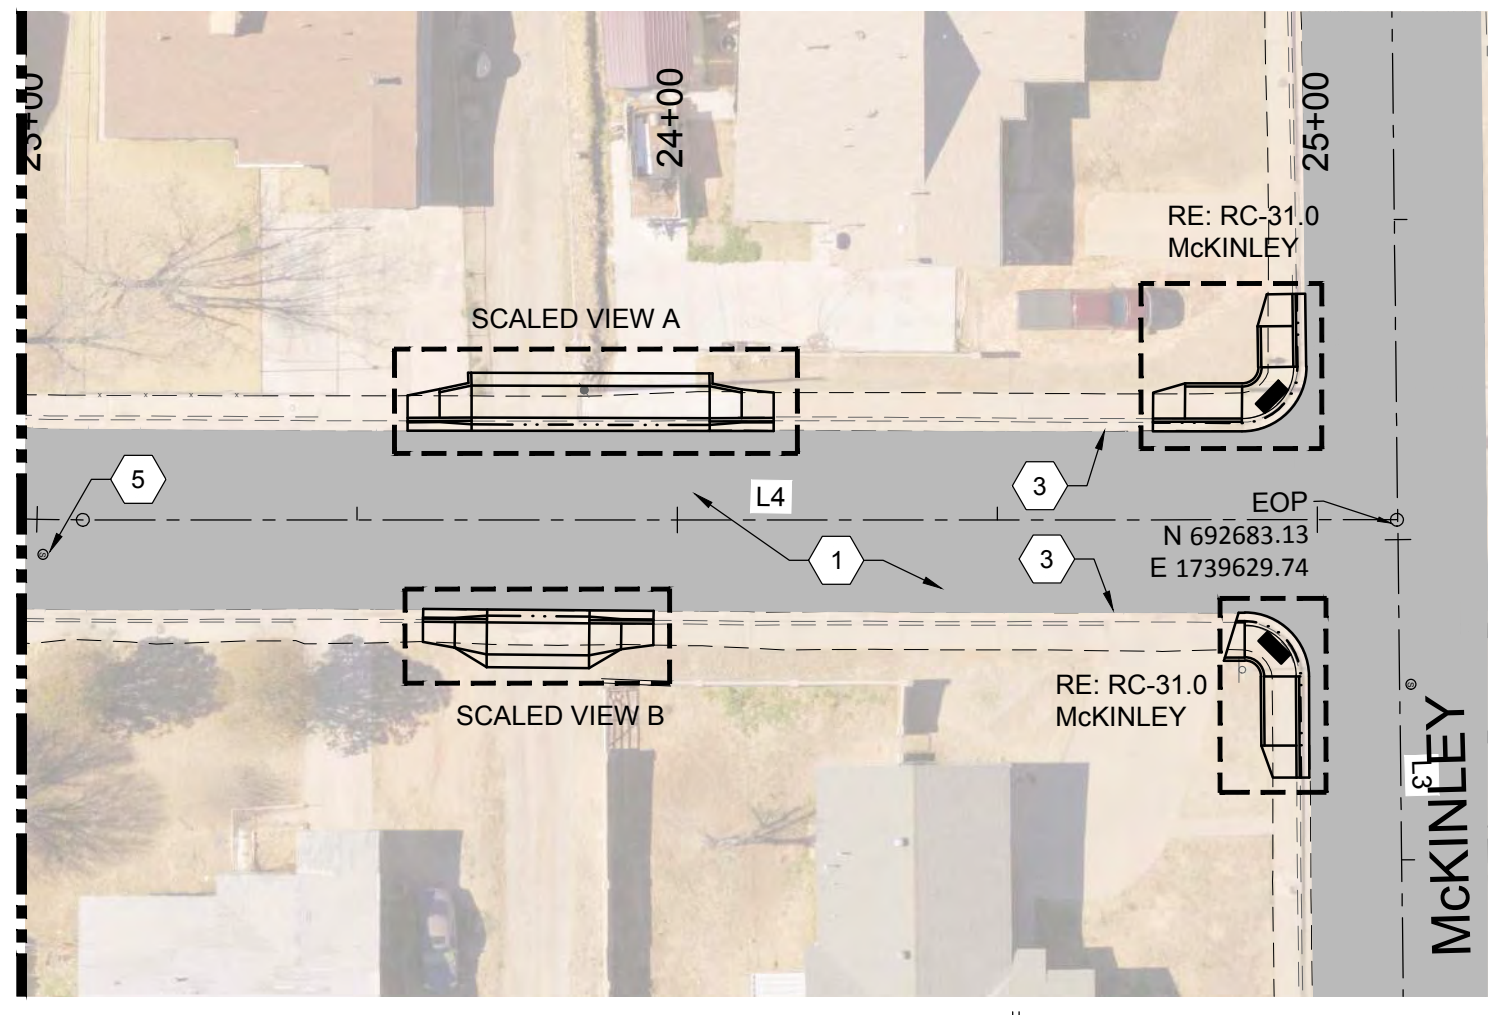 23+00
24+00
25+00
RE: RC-31.0
McKINLEY
SCALED VIEW A
5
3
L4
EOP
N 692683.13
E 1739629.74
1
3
S
SCALED VIEW B
RE: RC-31.0
McKINLEY
S
L3
McKINLEY